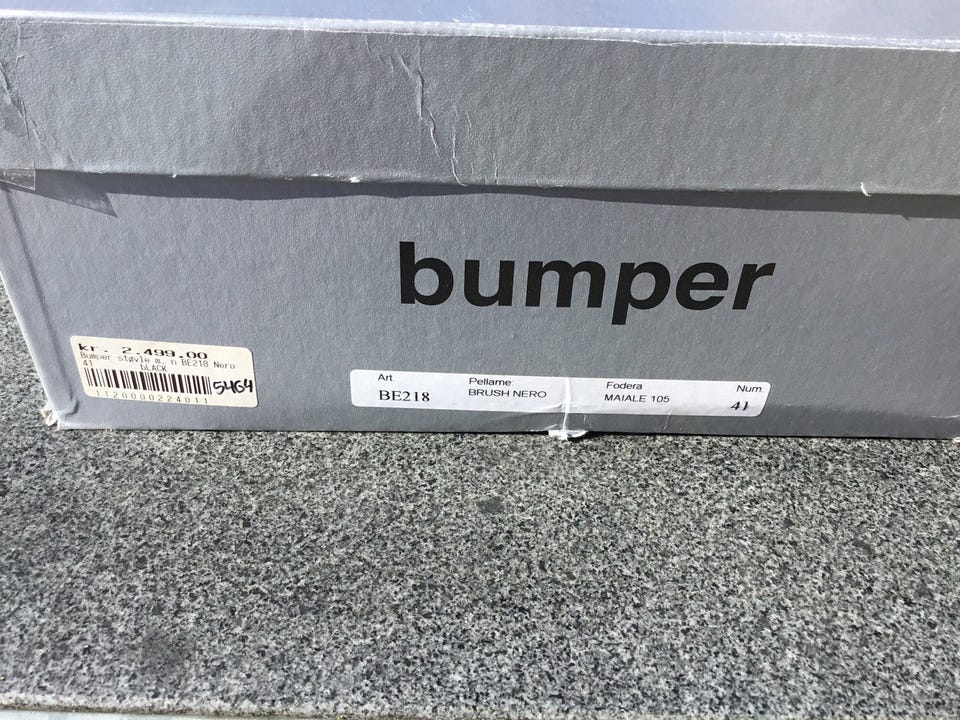 bumper
kr. 2.499.00
Bumper støvle m. n BE218 Nero
41 bLACK
5464
1120000224011
Art. Pellame: Fodera Num
BE218 BRUSH NERO MAIALE 105 41